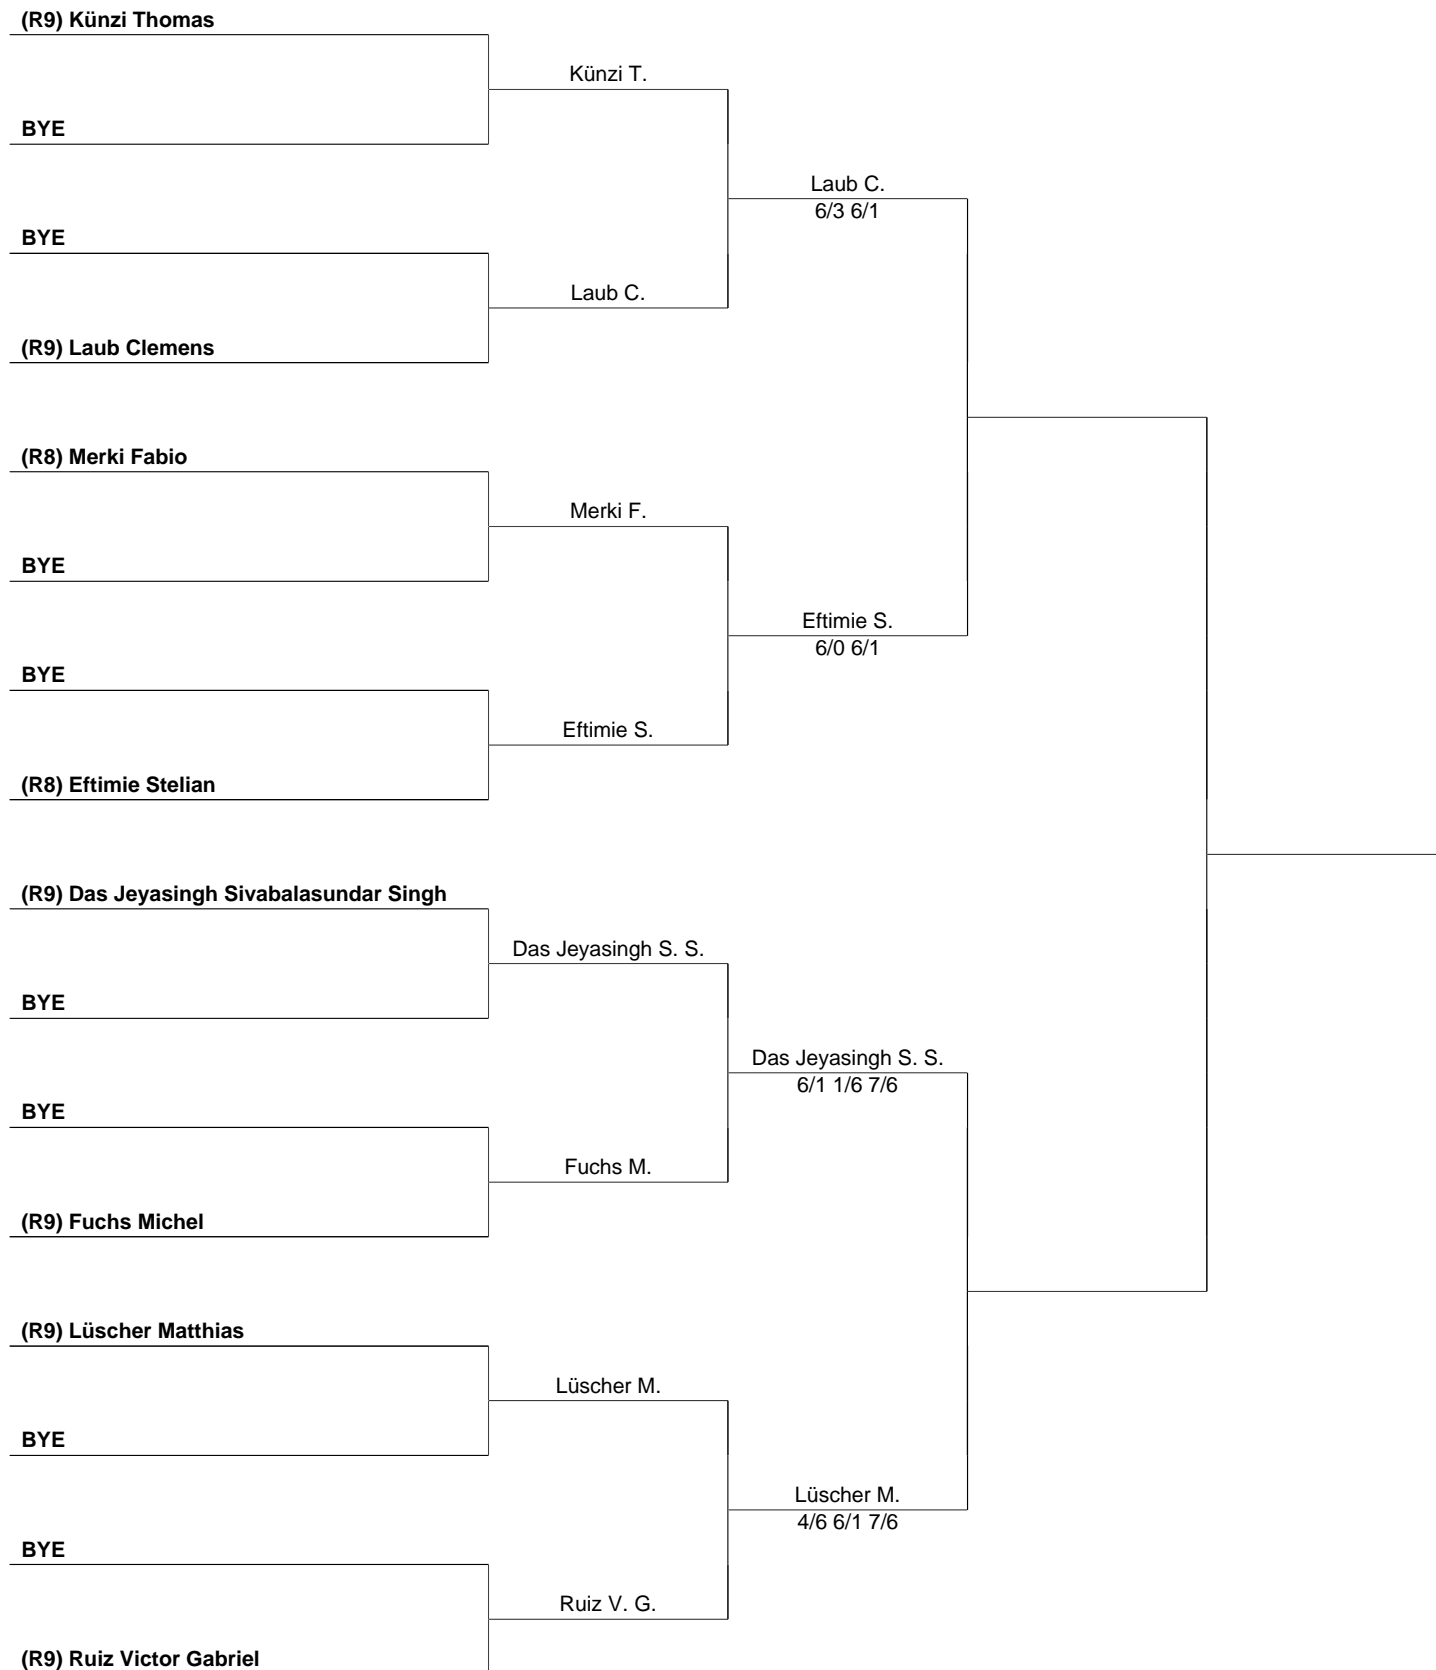 (R9) Künzi Thomas
Künzi T.
BYE
Laub C.
6/3 6/1
BYE
Laub C.
(R9) Laub Clemens
(R8) Merki Fabio
Merki F.
BYE
Eftimie S.
6/0 6/1
BYE
Eftimie S.
(R8) Eftimie Stelian
(R9) Das Jeyasingh Sivabalasundar Singh
Das Jeyasingh S. S.
BYE
Das Jeyasingh S. S.
6/1 1/6 7/6
BYE
Fuchs M.
(R9) Fuchs Michel
(R9) Lüscher Matthias
Lüscher M.
BYE
Lüscher M.
4/6 6/1 7/6
BYE
Ruiz V. G.
(R9) Ruiz Victor Gabriel